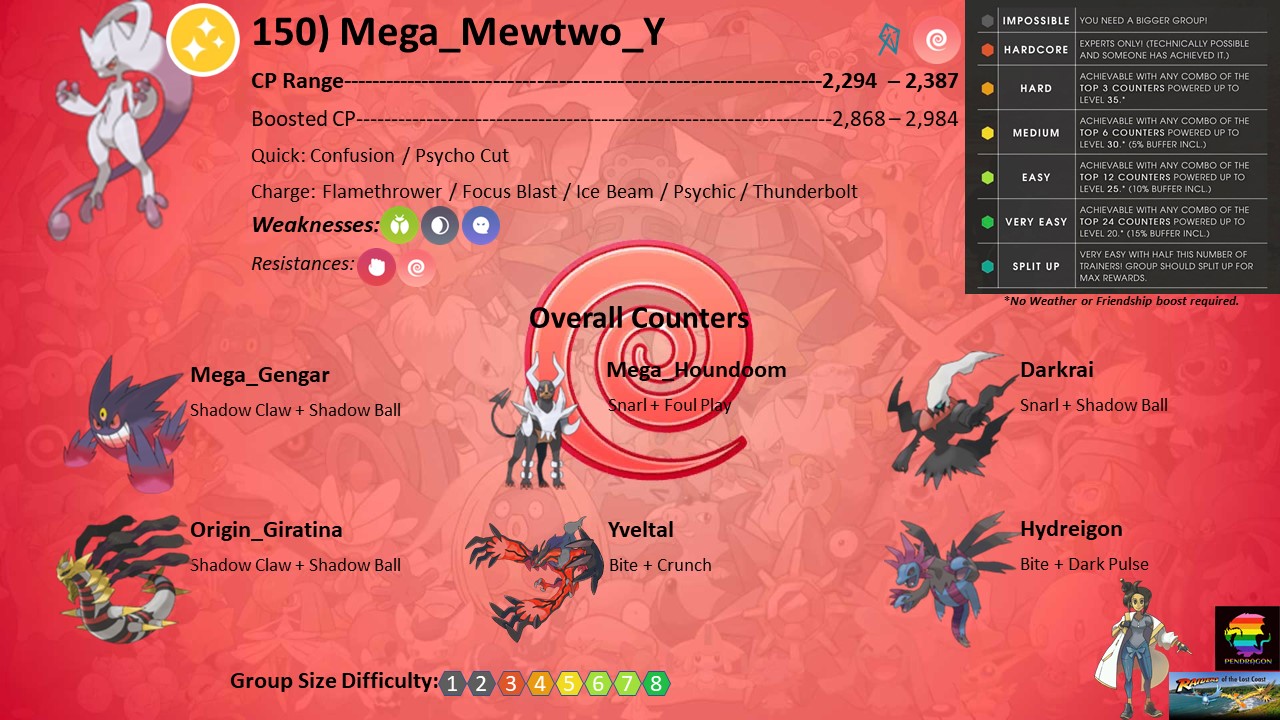 150) Mega_Mewtwo_Y
CP Range--------------------------------------------------------------------2,294 – 2,387
Boosted CP--------------------------------------------------------------------2,868 – 2,984
Quick: Confusion / Psycho Cut
Charge: Flamethrower / Focus Blast / Ice Beam / Psychic / Thunderbolt
Weaknesses:
Resistances:
IMPOSSIBLE YOU NEED A BIGGER GROUP!
HARDCORE EXPERTS ONLY! (TECHNICALLY POSSIBLE
AND SOMEONE HAS ACHIEVED IT.)
HARD ACHIEVABLE WITH ANY COMBO OF THE
TOP 3 COUNTERS POWERED UP TO
LEVEL 35.*
MEDIUM ACHIEVABLE WITH ANY COMBO OF THE
TOP 6 COUNTERS POWERED UP TO
LEVEL 30.* (5% BUFFER INCL.)
EASY ACHIEVABLE WITH ANY COMBO OF THE
TOP 12 COUNTERS POWERED UP TO
LEVEL 25.* (10% BUFFER INCL.)
VERY EASY ACHIEVABLE WITH ANY COMBO OF THE
TOP 24 COUNTERS POWERED UP TO
LEVEL 20.* (15% BUFFER INCL.)
SPLIT UP VERY EASY WITH HALF THIS NUMBER OF
TRAINERS! GROUP SHOULD SPLIT UP FOR
MAX REWARDS.
*No Weather or Friendship boost required.
Overall Counters
Mega_Gengar
Shadow Claw + Shadow Ball
Mega_Houndoom
Snarl + Foul Play
Darkrai
Snarl + Shadow Ball
Origin_Giratina
Shadow Claw + Shadow Ball
Yveltal
Bite + Crunch
Hydreigon
Bite + Dark Pulse
Group Size Difficulty: 1 2 3 4 5 6 7 8
PENDRAGON
RAIDERS of the Lost Coast